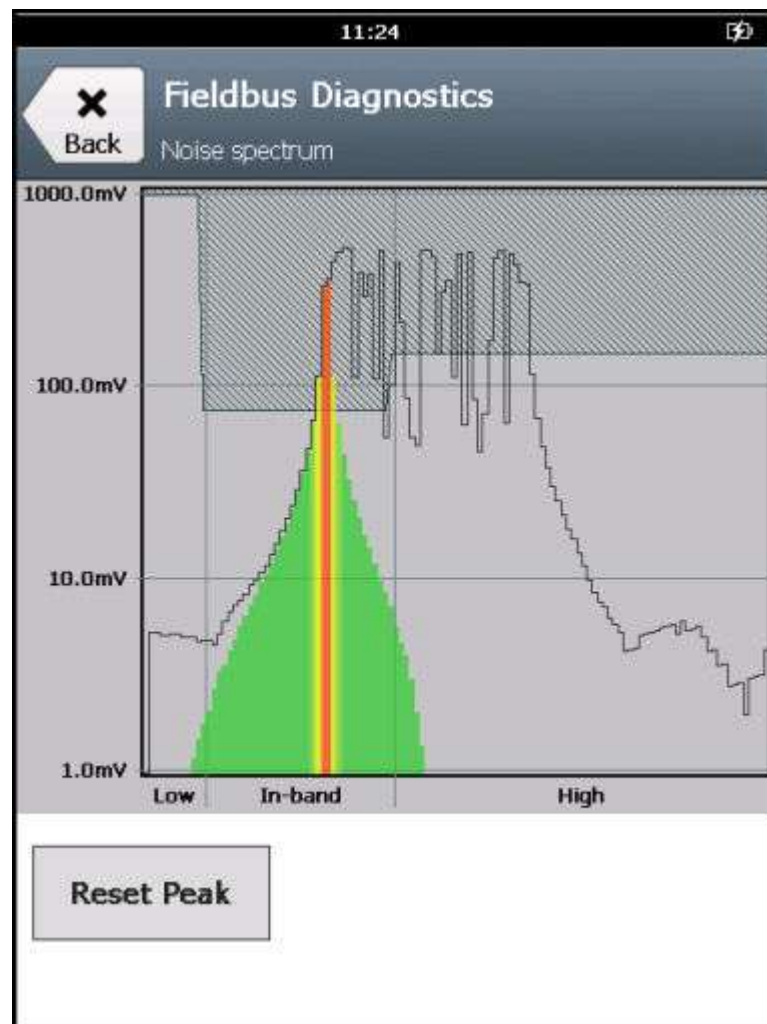 11:24
Fieldbus Diagnostics
Back
Noise spectrum
1000.0mV
100.0mV
10.0mV
1.0mV
Low In-band High
Reset Peak